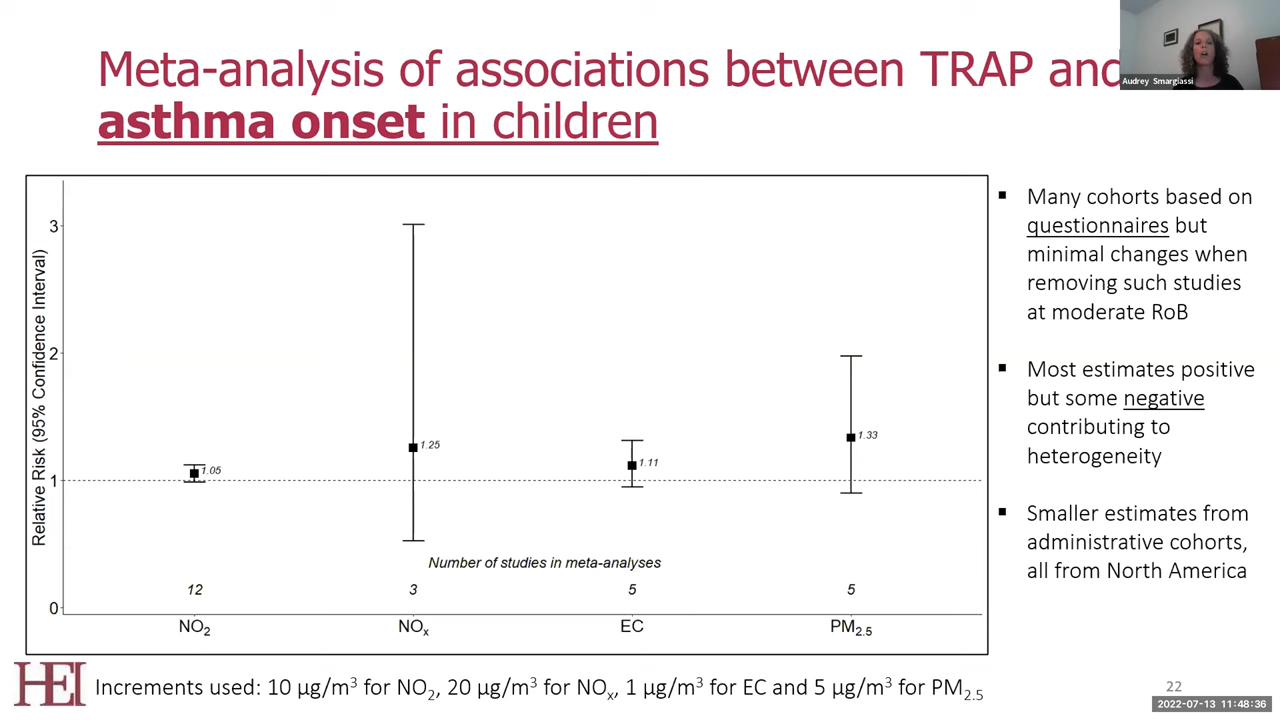 Meta-analysis of associations between TRAP and
asthma onset in children
Audrey Smargiassi
Relative Risk (95% Confidence Interval)
3
2
1
0
1.05
1.25
1.11
1.33
Number of studies in meta-analyses
12 3 5 5
NO₂ NOₓ EC PM₂.₅
▪ Many cohorts based on
questionnaires but
minimal changes when
removing such studies
at moderate RoB
▪ Most estimates positive
but some negative
contributing to
heterogeneity
▪ Smaller estimates from
administrative cohorts,
all from North America
HEI
Increments used: 10 µg/m³ for NO₂, 20 µg/m³ for NOₓ, 1 µg/m³ for EC and 5 µg/m³ for PM₂.₅
22
2022-07-13 11:48:36